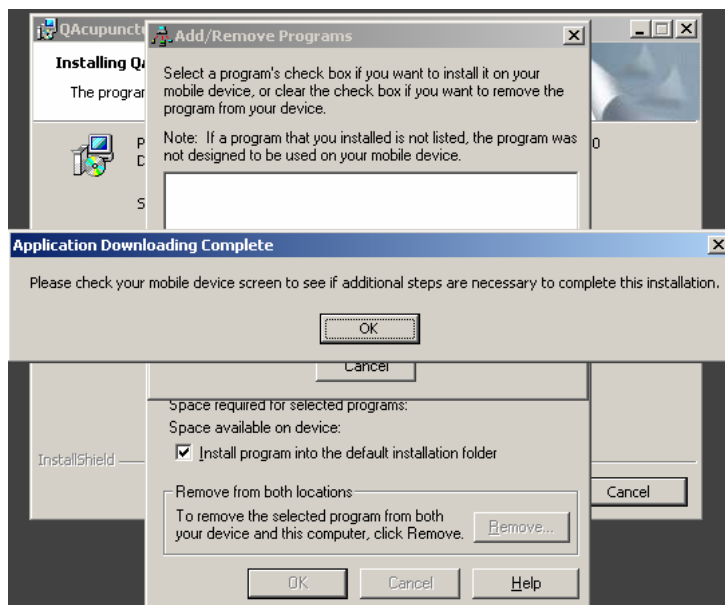 QAcupunct
Add/Remove Programs
Installing Q
The progra
Select a program's check box if you want to install it on your
mobile device, or clear the check box if you want to remove the
program from your device.
Note: If a program that you installed is not listed, the program was
not designed to be used on your mobile device.
P
D
0
S
Application Downloading Complete
Please check your mobile device screen to see if additional steps are necessary to complete this installation.
OK
Cancel
Space required for selected programs:
Space available on device:
Install program into the default installation folder
InstallShield
Remove from both locations
To remove the selected program from both
your device and this computer, click Remove.
Remove...
Cancel
OK
Cancel
Help